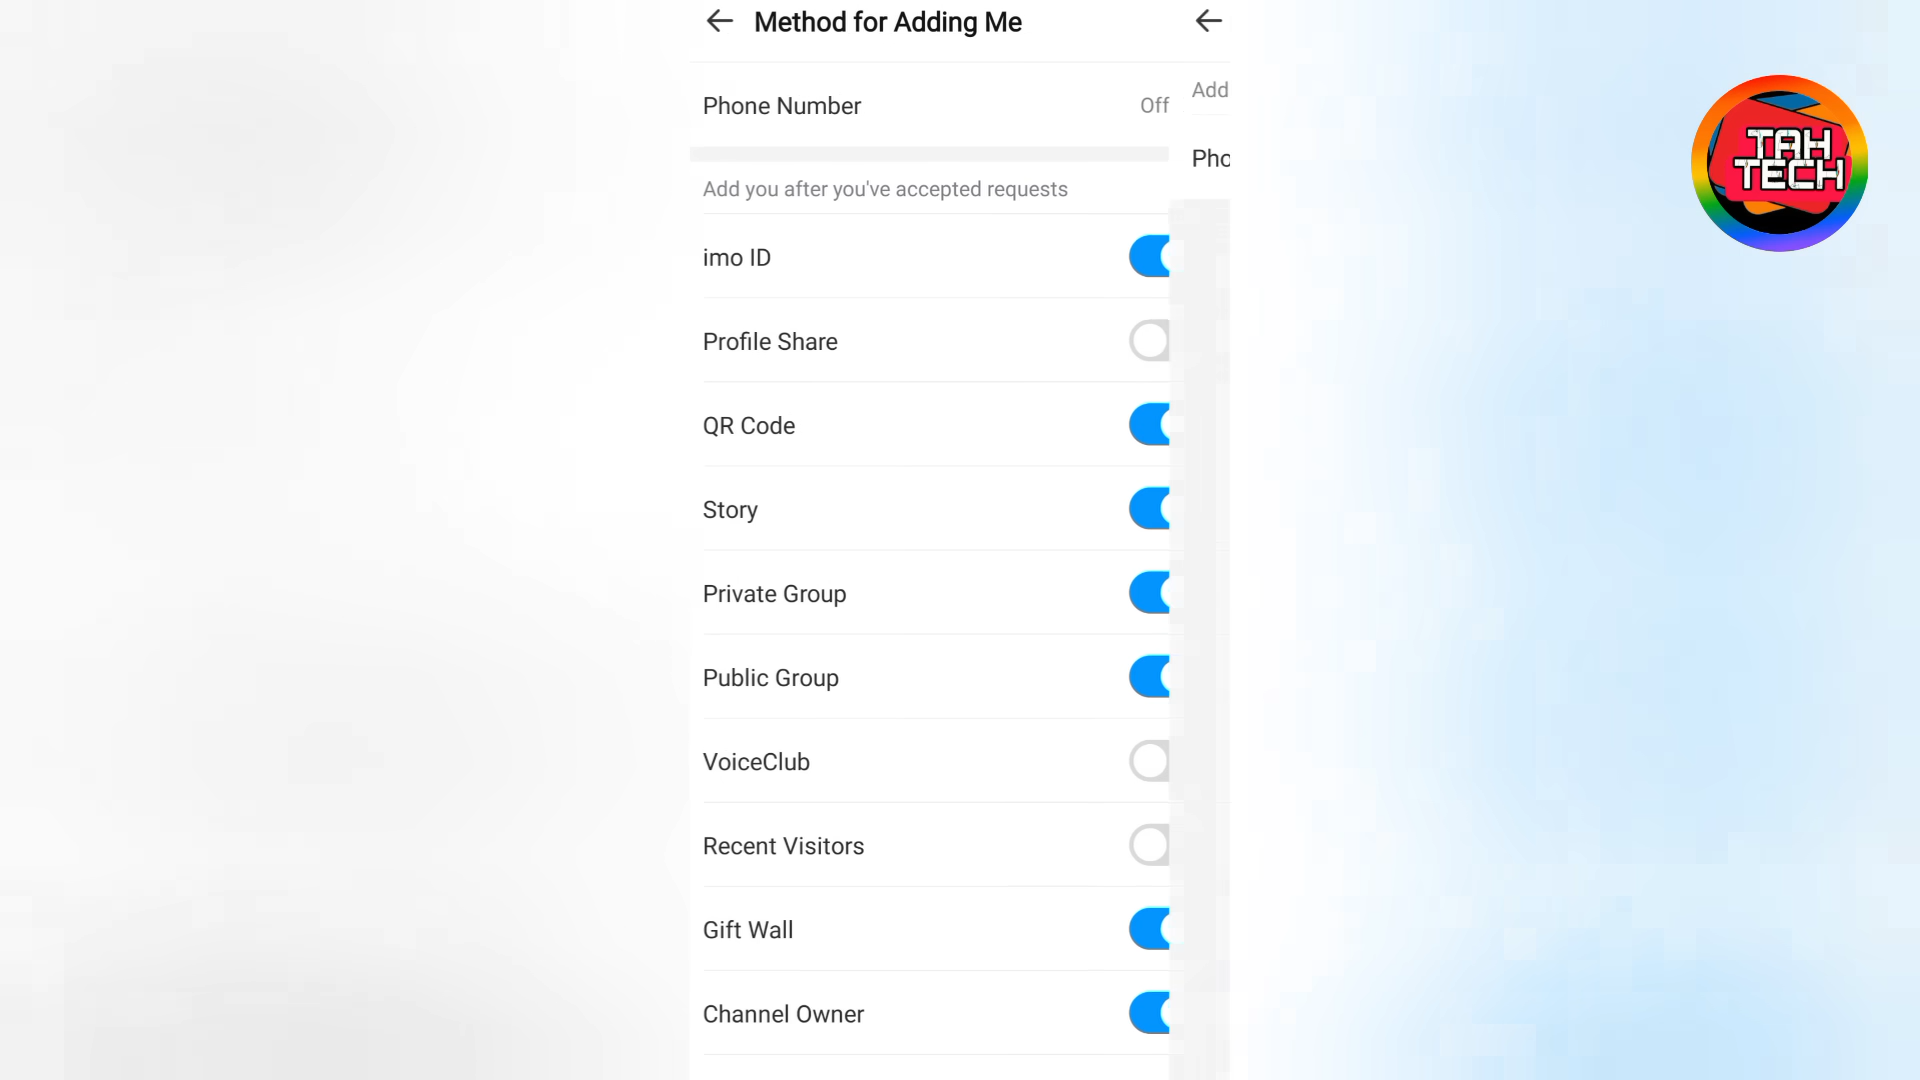 Method for Adding Me
Phone Number
Off
Add you after you've accepted requests
imo ID
Profile Share
QR Code
Story
Private Group
Public Group
VoiceClub
Recent Visitors
Gift Wall
Channel Owner
Add
Pho
TAH
TECH